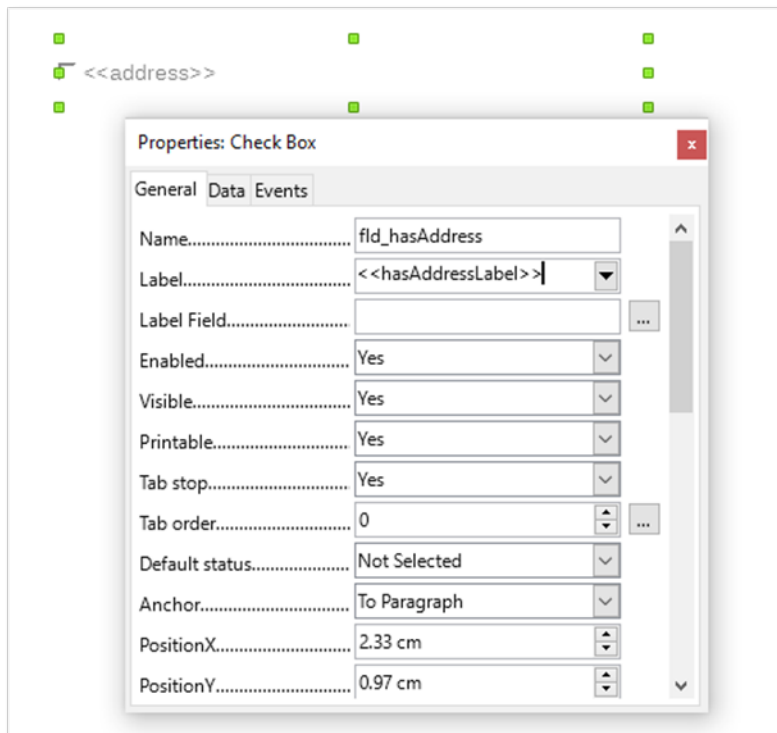 <<address>>
Properties: Check Box
x
General Data Events
Name................................... fld_hasAddress
Label.................................... <<hasAddressLabel>>
Label Field............................ ...
Enabled................................ Yes
Visible.................................. Yes
Printable.............................. Yes
Tab stop............................... Yes
Tab order.............................. 0 ...
Default status...................... Not Selected
Anchor................................ To Paragraph
PositionX............................. 2.33 cm
PositionY............................. 0.97 cm